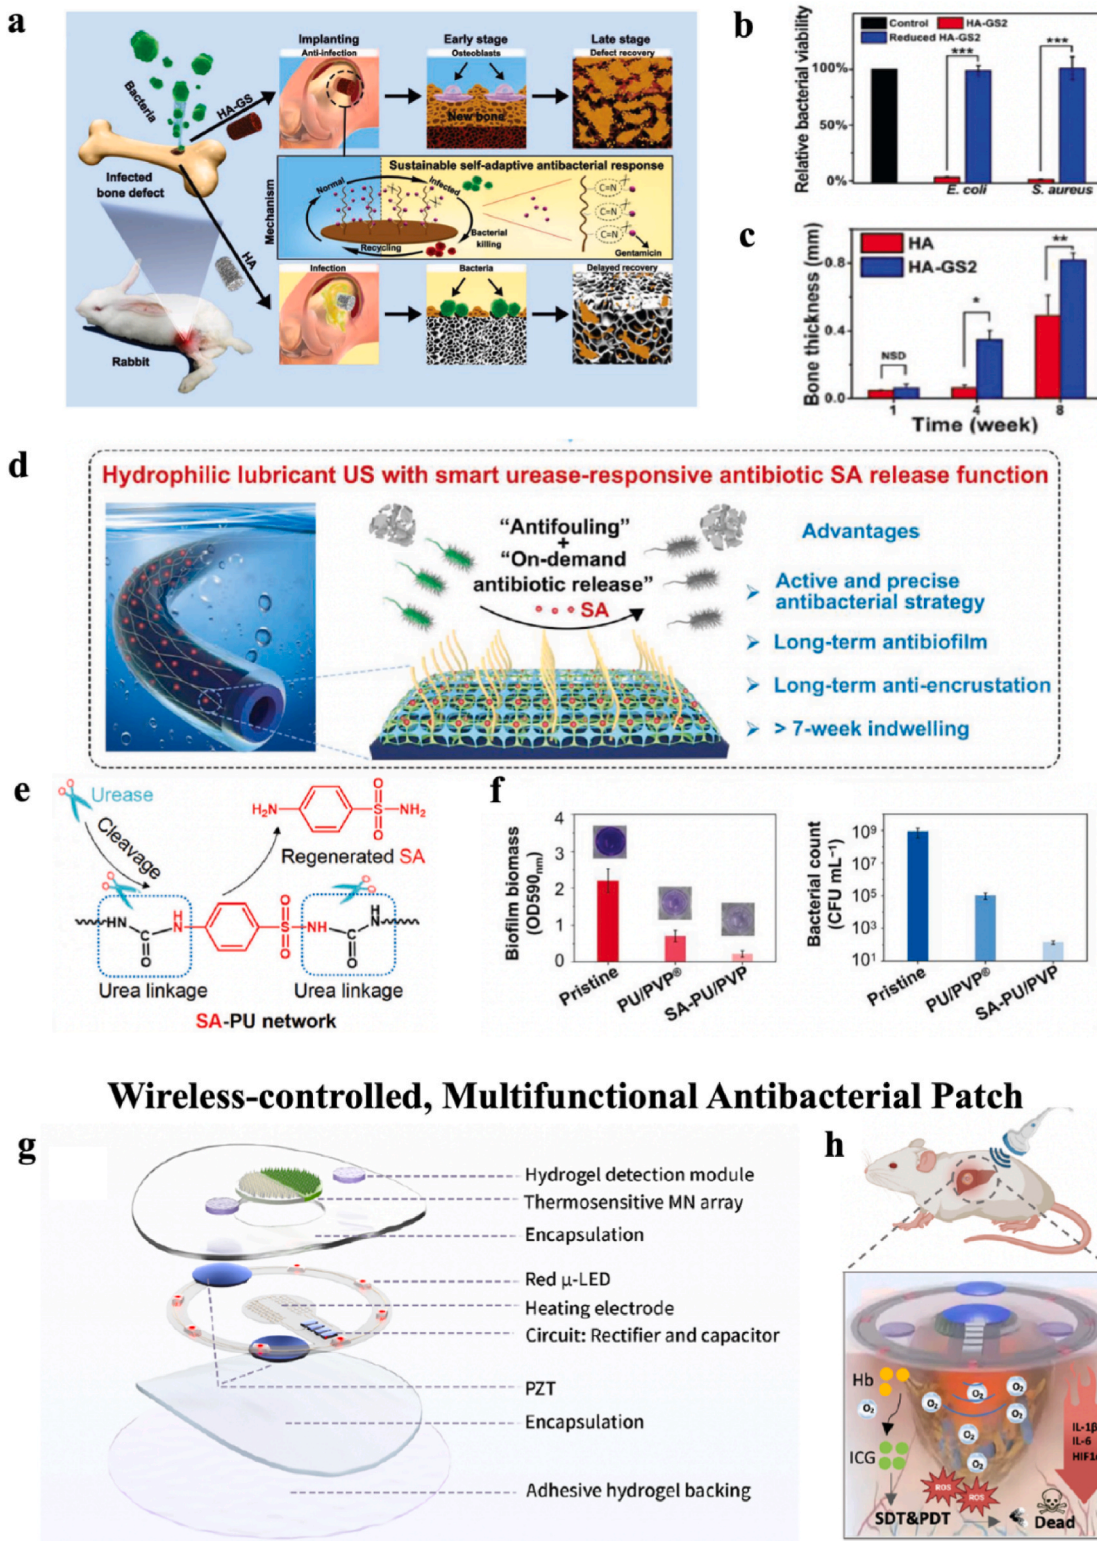 a
Bacteria
HA-GS
Infected
bone defect
HA
Rabbit
Implanting
Early stage
Late stage
Anti-infection
Osteoblasts
Defect recovery
New bone
Mechanism
Sustainable self-adaptive antibacterial response
Normal
Infected
C=N
C=N
C=N
Bacterial
killing
Recycling
Gentamicin
Infection
Bacteria
Delayed recovery
b
Control
HA-GS2
Reduced HA-GS2
Relative bacterial viability
100%
50%
0%
***
***
E. coli
S. aureus
c
HA
HA-GS2
Bone thickness (mm)
0.8
0.4
0.0
NSD
*
**
1
4
8
Time (week)
d
Hydrophilic lubricant US with smart urease-responsive antibiotic SA release function
"Antifouling"
+
"On-demand
antibiotic release"
SA
Advantages
Active and precise
antibacterial strategy
Long-term antibiofilm
Long-term anti-encrustation
> 7-week indwelling
e
Urease
Cleavage
H₂N
O
S
O
NH₂
Regenerated SA
HN
O
H
N
O
S
O
NH
O
H
N
Urea linkage
Urea linkage
SA-PU network
f
Biofilm biomass
(OD590nm)
4
3
2
1
0
Pristine
PU/PVP®
SA-PU/PVP
Bacterial count
(CFU mL⁻¹)
10⁹
10⁷
10⁵
10³
10¹
Pristine
PU/PVP®
SA-PU/PVP
Wireless-controlled, Multifunctional Antibacterial Patch
g
Hydrogel detection module
Thermosensitive MN array
Encapsulation
Red μ-LED
Heating electrode
Circuit: Rectifier and capacitor
PZT
Encapsulation
Adhesive hydrogel backing
h
Hb
O₂
O₂
O₂
O₂
O₂
O₂
O₂
O₂
ICG
IL-1β
IL-6
ROS
ROS
SDT&PDT
Dead